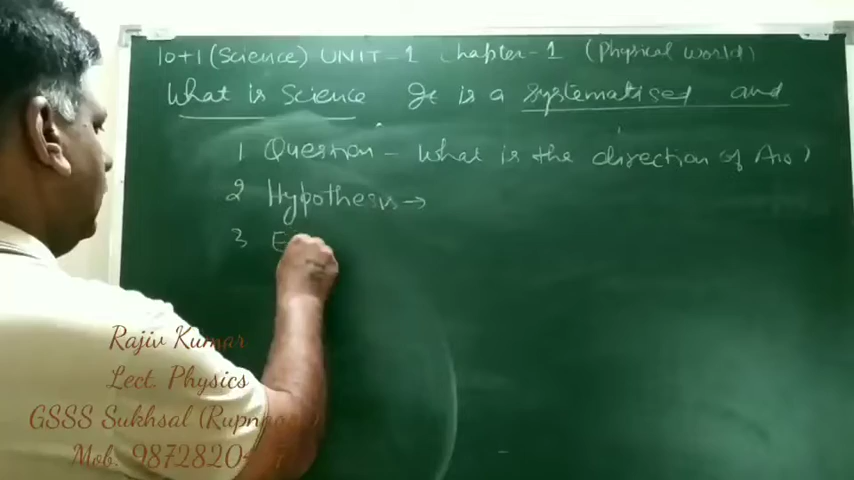 10+1 (Science) UNIT-1 Chapter-1 (Physical world)
What is Science It is a systematised and
1 Question - What is the direction of
2 Hypothesis →
3 E
Rajiv Kumar
Lect. Physics
GSSS Sukhsal (Rupn
Mob. 9872820